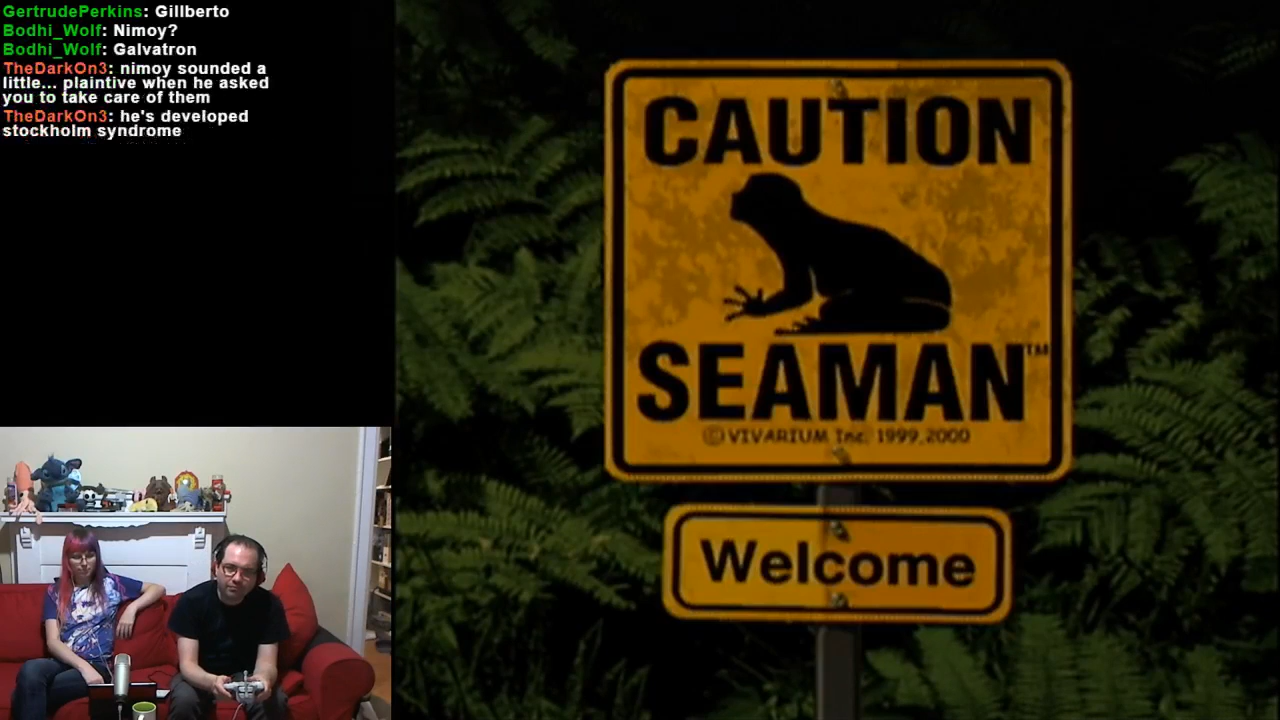 GertrudePerkins: Gillberto
Bodhi_Wolf: Nimoy?
Bodhi_Wolf: Galvatron
TheDarkOn3: nimoy sounded a
little... plaintive when he asked
you to take care of them
TheDarkOn3: he's developed
stockholm syndrome
CAUTION
SEAMAN™
© VIVARIUM Inc. 1999,2000
Welcome